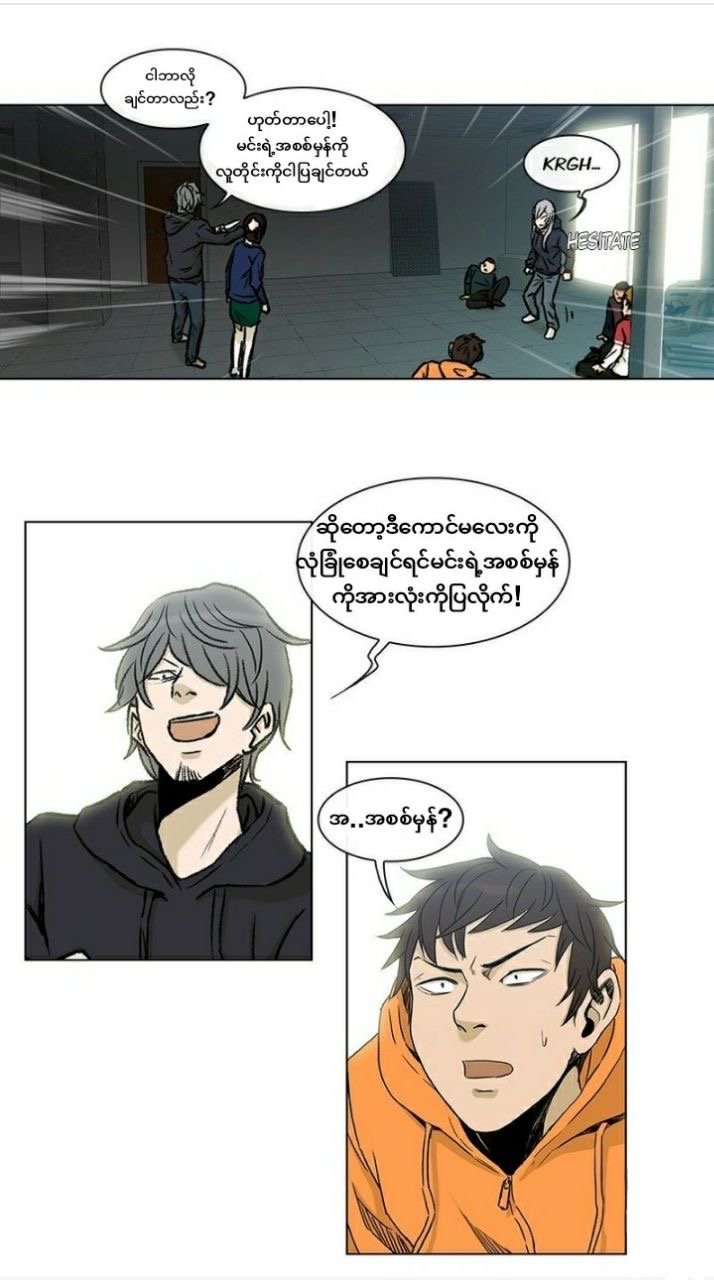 ငါဘာလို
ချင်တာလည်း?
ဟုတ်တာပေါ့!
မင်းရဲ့အစစ်မှန်ကို
လူတိုင်းကိုငါပြချင်တယ်
KRGH...
HESITATE
ဆိုတော့ဒီကောင်မလေးကို
လုံခြုံစေချင်ရင်မင်းရဲ့အစစ်မှန်
ကိုအားလုံးကိုပြလိုက်!
အ..အစစ်မှန်?